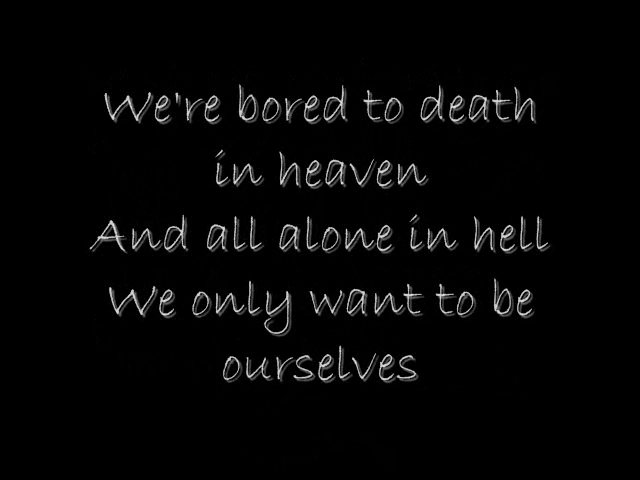 We're bored to death
in heaven
And all alone in hell
We only want to be
ourselves